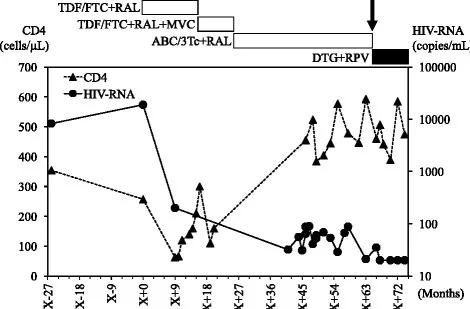 TDF/FTC+RAL
TDF/FTC+RAL+MVC
ABC/3Tc+RAL
DTG+RPV
CD4
(cells/μL)
HIV-RNA
(copies/mL)
700
600
500
400
300
200
100
0
CD4
HIV-RNA
100000
10000
1000
100
10
X-27
X-18
X-9
X+0
X+9
X+18
X+27
X+36
X+45
X+54
X+63
X+72
(Months)